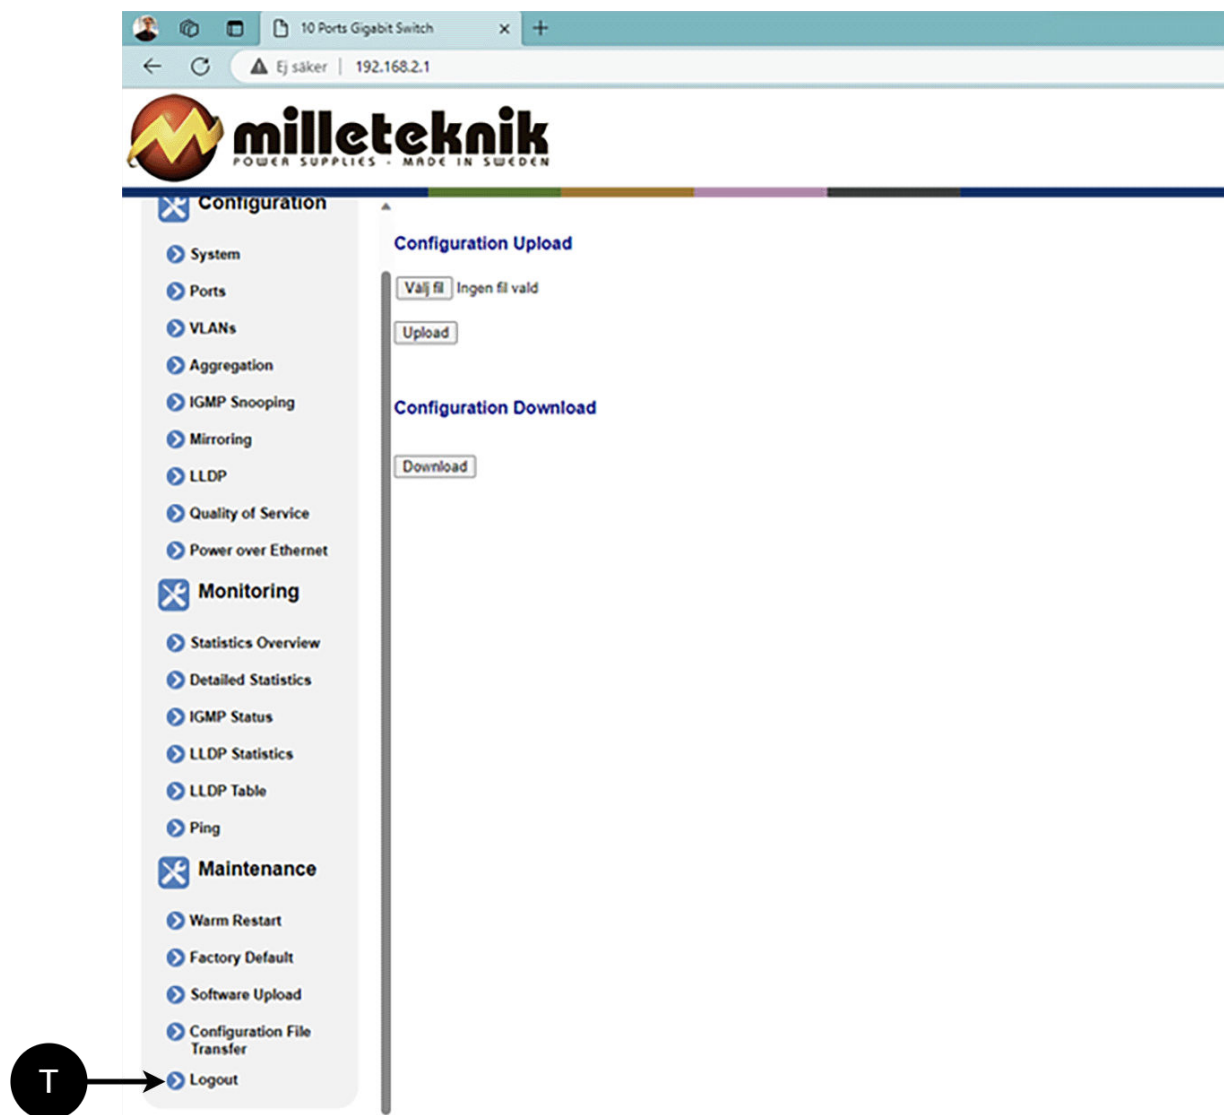 10 Ports Gigabit Switch
Ej säker | 192.168.2.1
milleteknik
POWER SUPPLIES - MADE IN SWEDEN
Configuration
System
Ports
VLANs
Aggregation
IGMP Snooping
Mirroring
LLDP
Quality of Service
Power over Ethernet
Monitoring
Statistics Overview
Detailed Statistics
IGMP Status
LLDP Statistics
LLDP Table
Ping
Maintenance
Warm Restart
Factory Default
Software Upload
Configuration File
Transfer
Logout
T
Configuration Upload
Välj fil Ingen fil vald
Upload
Configuration Download
Download